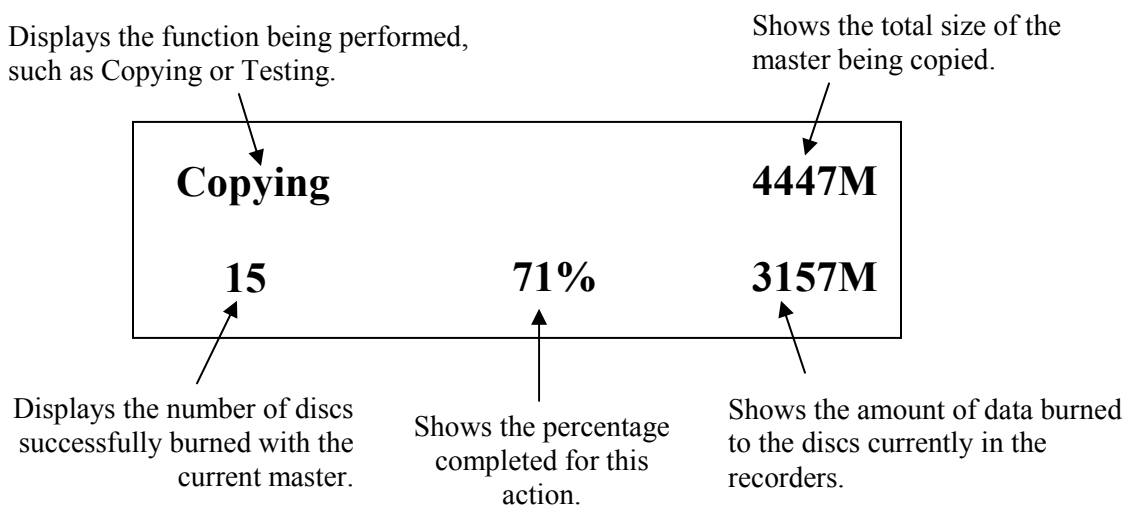 Displays the function being performed,
such as Copying or Testing.
Shows the total size of the
master being copied.
Copying 4447M
15 71% 3157M
Displays the number of discs
successfully burned with the
current master.
Shows the percentage
completed for this
action.
Shows the amount of data burned
to the discs currently in the
recorders.